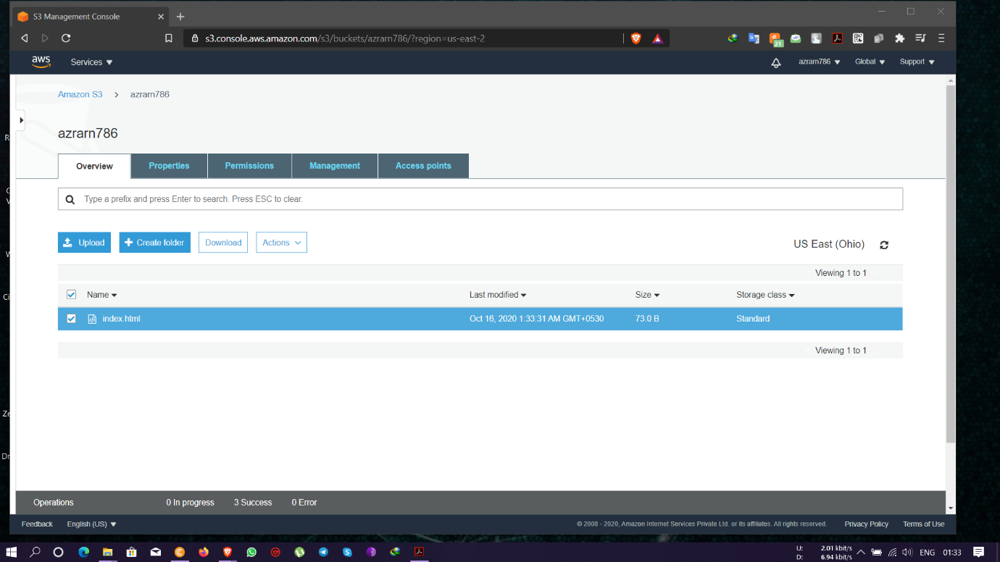 S3 Management Console
s3.console.aws.amazon.com/s3/buckets/azrarn786/?region=us-east-2
21
aws
Services
azrarn786
Global
Support
Amazon S3 > azrarn786
azrarn786
Overview
Properties
Permissions
Management
Access points
Type a prefix and press Enter to search. Press ESC to clear.
Upload
Create folder
Download
Actions
US East (Ohio)
Viewing 1 to 1
Name
Last modified
Size
Storage class
index.html
Oct 16, 2020 1:33:31 AM GMT+0530
73.0 B
Standard
Viewing 1 to 1
R
C
V
W
Ci
Ze
Dr
Operations
0 In progress
3 Success
0 Error
Feedback
English (US)
© 2008 - 2020, Amazon Internet Services Private Ltd. or its affiliates. All rights reserved.
Privacy Policy
Terms of Use
U: 2.01 kbit/s
D: 6.94 kbit/s
ENG
01:33